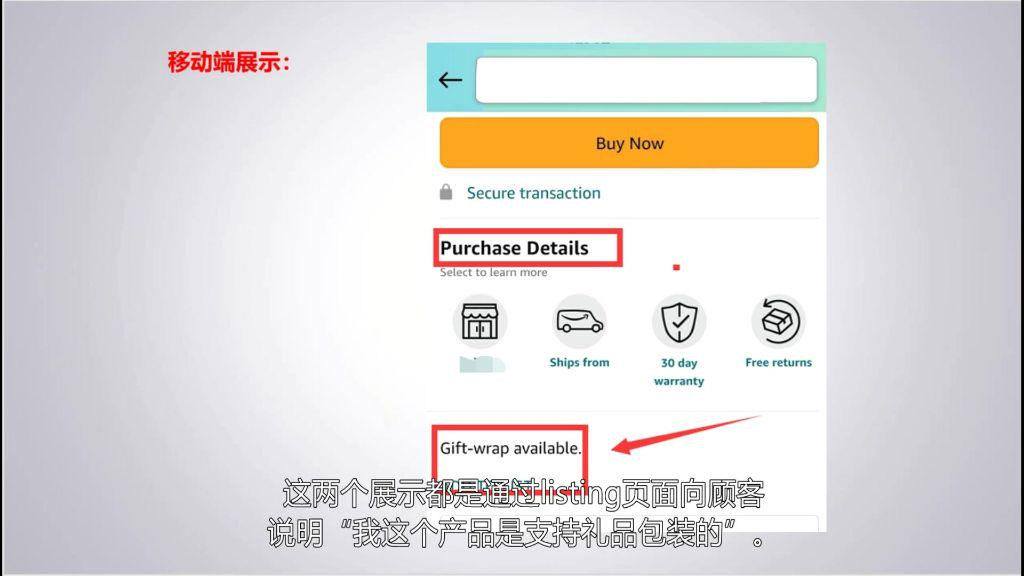 移动端展示：
Buy Now
Secure transaction
Purchase Details
Select to learn more
Ships from
30 day
warranty
Free returns
Gift-wrap available.
这两个展示都是通过listing页面向顾客
说明“我这个产品是支持礼品包装的”。